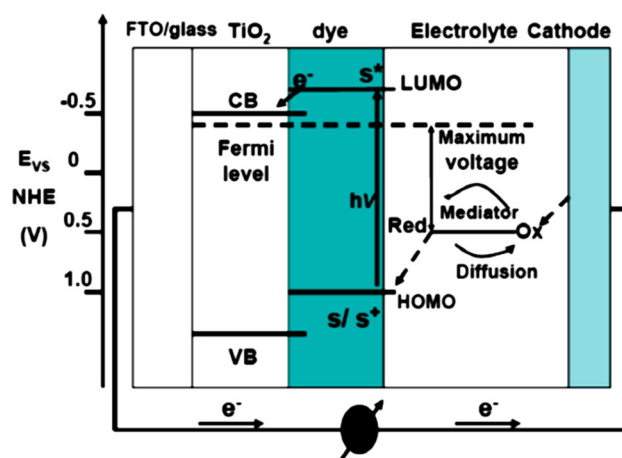 FTO/glass TiO₂ dye Electrolyte Cathode
e⁻ s* LUMO
-0.5 CB
Fermi level
Maximum voltage
E_VS NHE (V)
0
0.5
1.0
hν
Red Mediator Ox
Diffusion
HOMO
s/ s⁺
VB
e⁻ e⁻